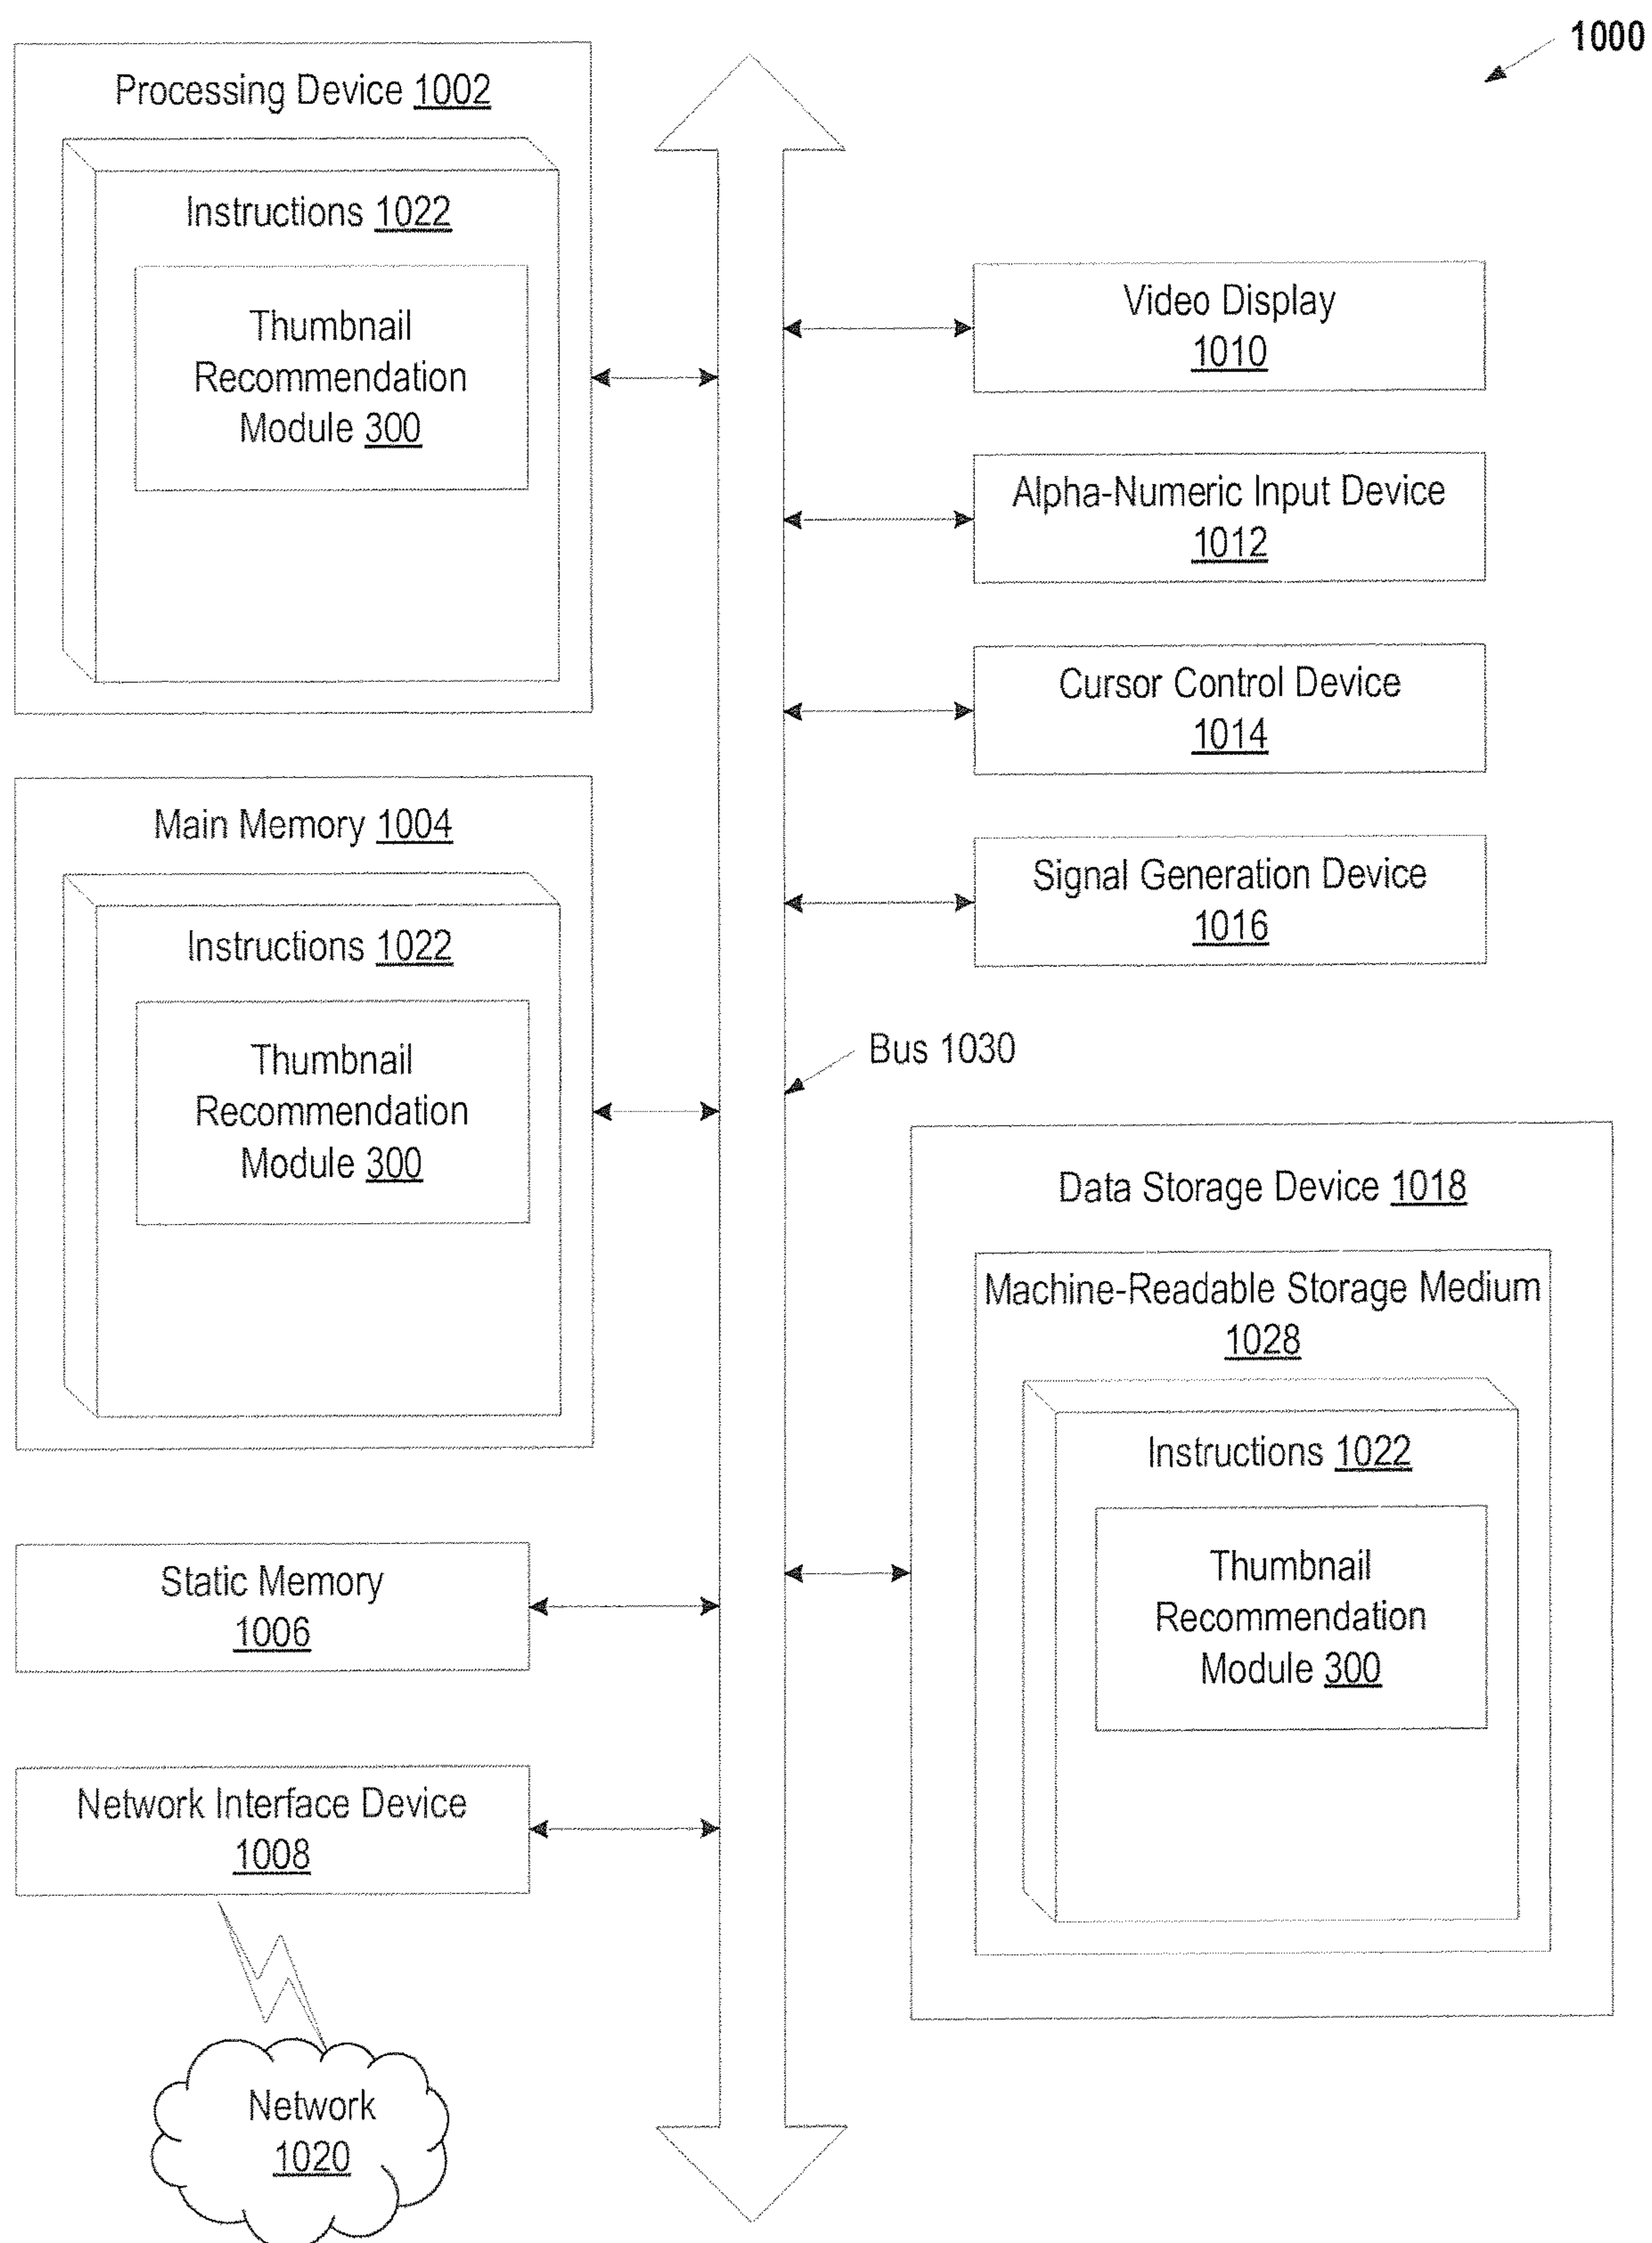 1000
Processing Device 1002
Instructions 1022
Thumbnail
Recommendation
Module 300
Main Memory 1004
Instructions 1022
Thumbnail
Recommendation
Module 300
Static Memory
1006
Network Interface Device
1008
Network
1020
Video Display
1010
Alpha-Numeric Input Device
1012
Cursor Control Device
1014
Signal Generation Device
1016
Bus 1030
Data Storage Device 1018
Machine-Readable Storage Medium
1028
Instructions 1022
Thumbnail
Recommendation
Module 300